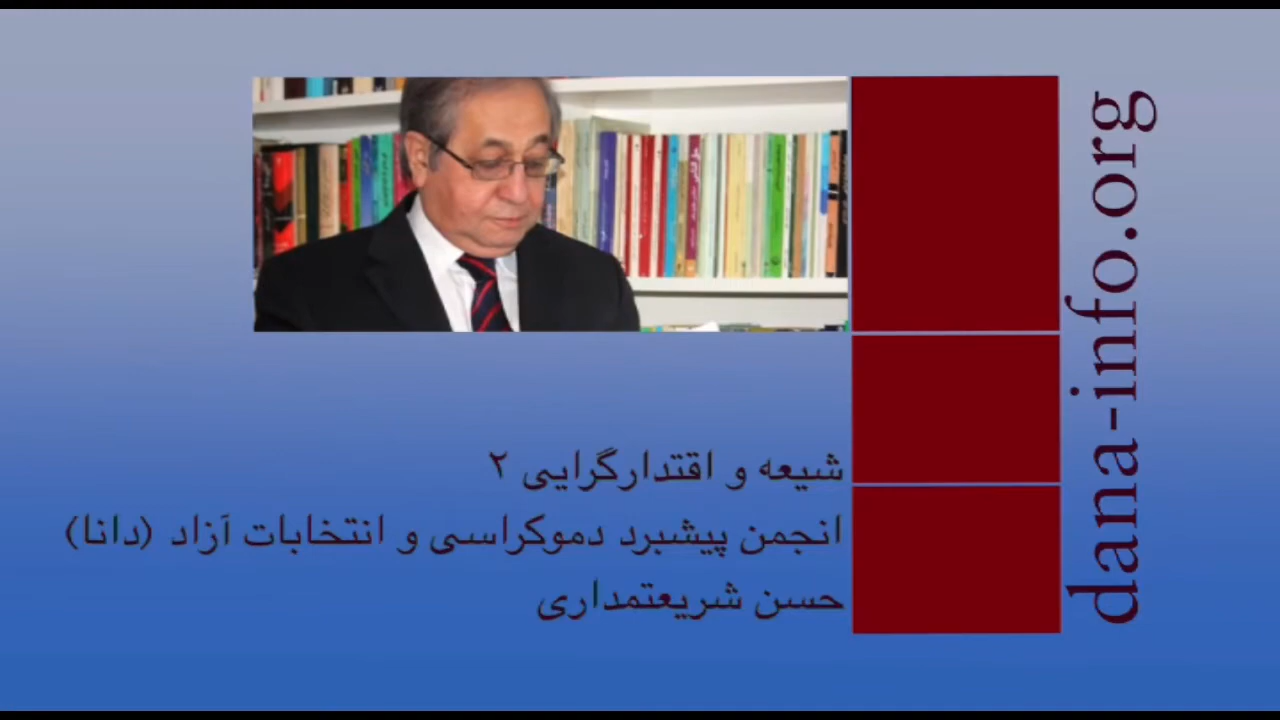 شیعه و اقتدارگرایی ۲
انجمن پیشبرد دموکراسی و انتخابات آزاد (دانا)
حسن شریعتمداری
dana-info.org